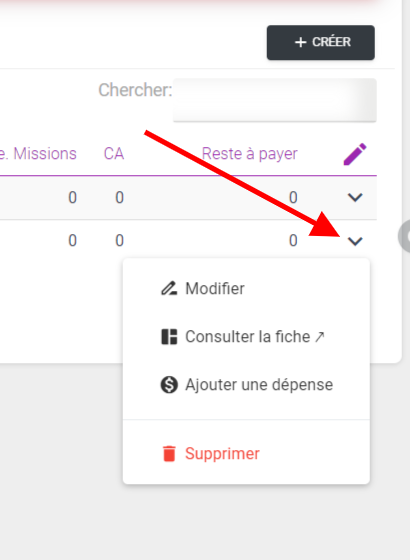 + CRÉER
Chercher:
e. Missions CA Reste à payer
0 0 0
0 0 0
Modifier
Consulter la fiche ↗
Ajouter une dépense
Supprimer